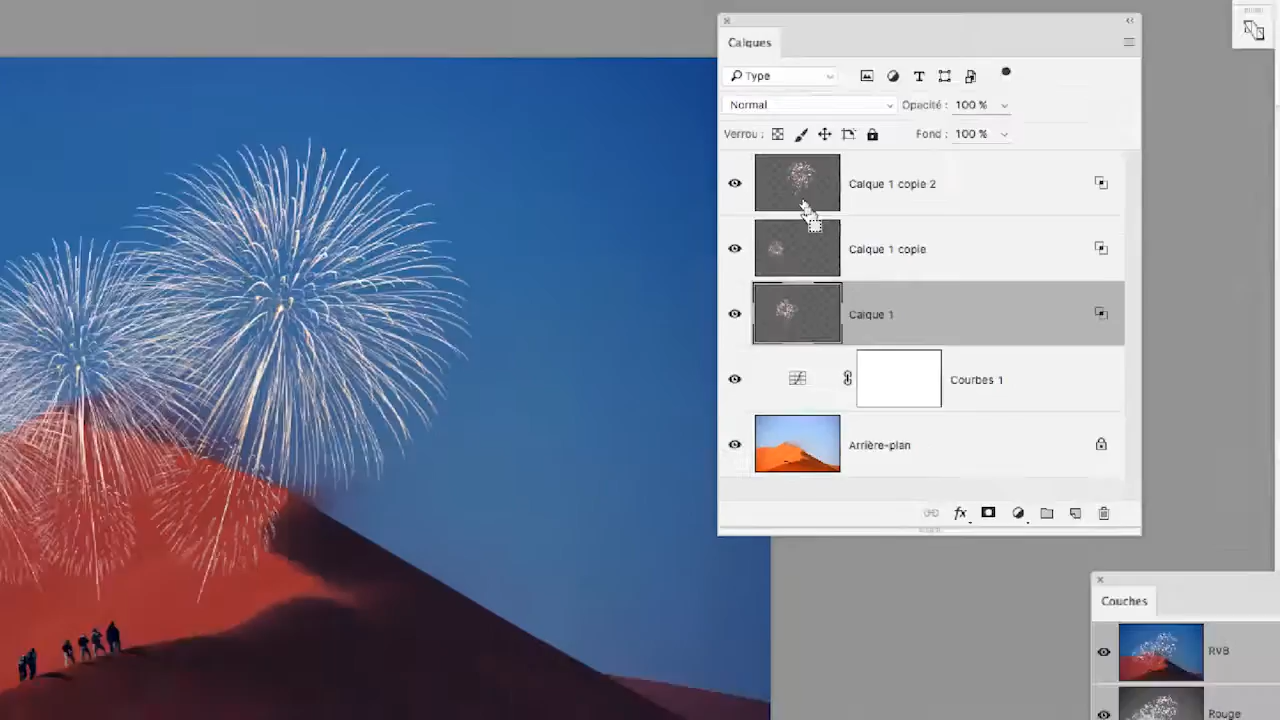 Calques
Type
Normal Opacité : 100 %
Verrou : Fond : 100 %
Calque 1 copie 2
Calque 1 copie
Calque 1
Courbes 1
Arrière-plan
fx
Couches
RVB
Rouge